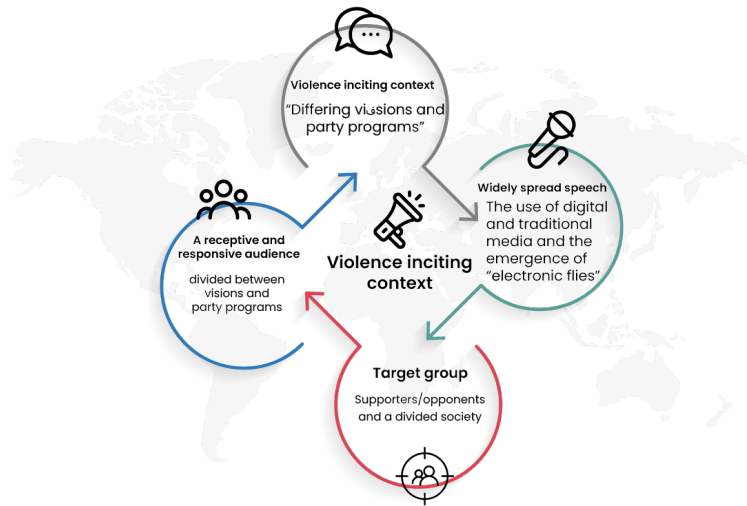 Violence inciting context
“Differing viفsions and
party programs”
Widely spread speech
The use of digital
and traditional
media and the
emergence of
“electronic flies”
A receptive and
responsive audience
divided between
visions and
party programs
Violence inciting
context
Target group
Supporters/opponents
and a divided society